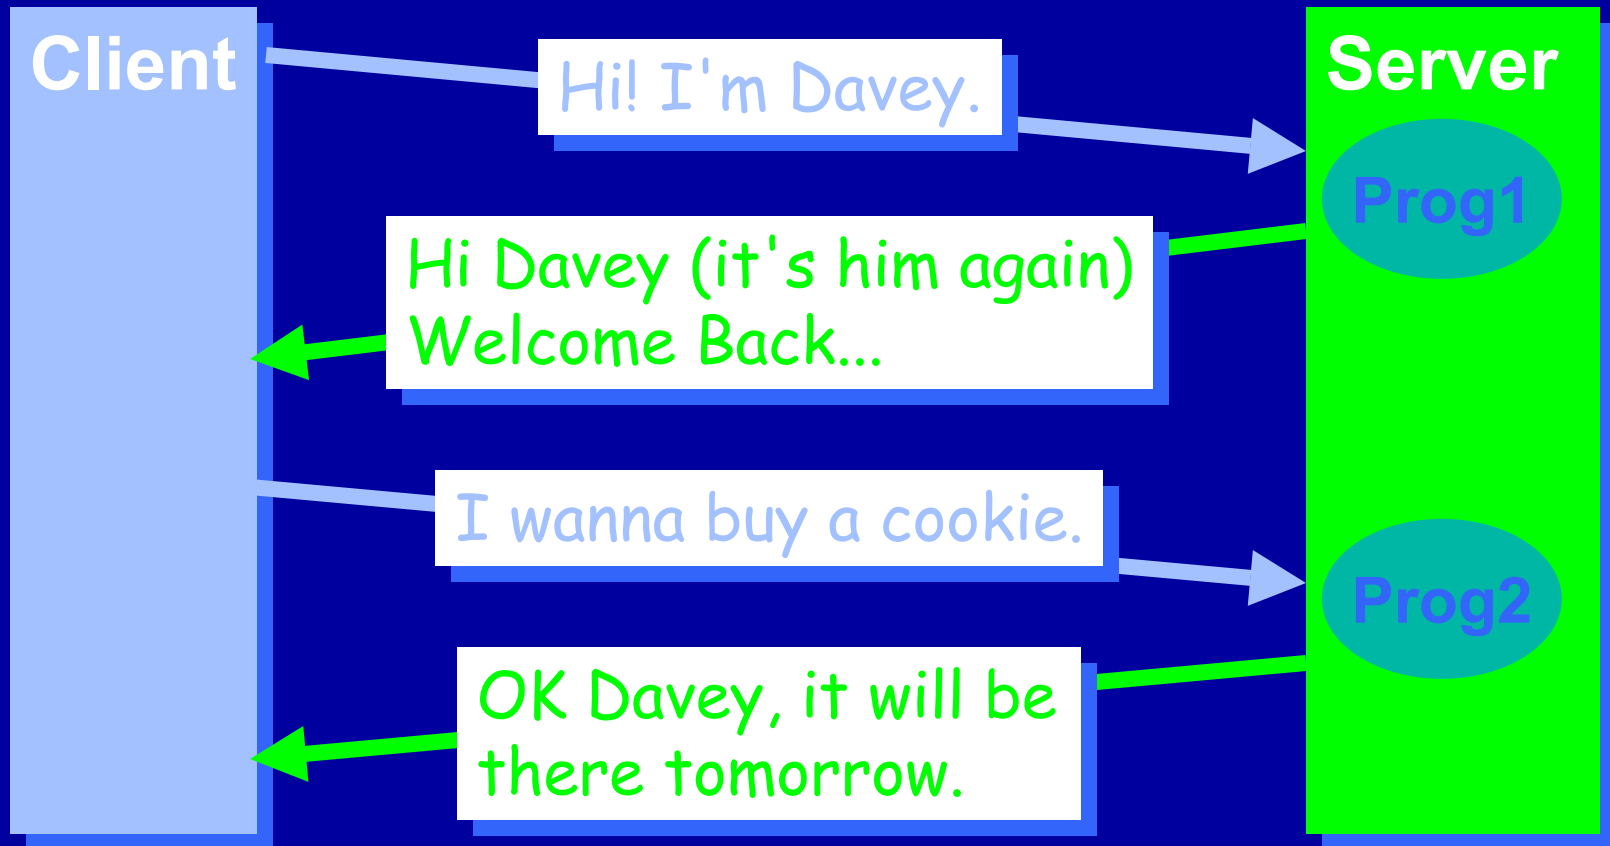 Client
Server
Hi! I'm Davey.
Prog1
Hi Davey (it's him again)
Welcome Back...
I wanna buy a cookie.
Prog2
OK Davey, it will be
there tomorrow.